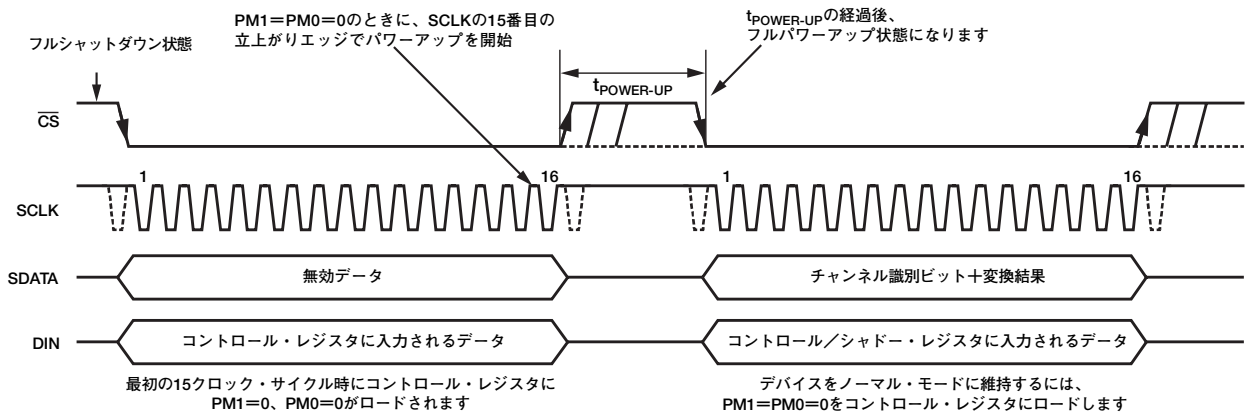 PM1=PM0=0のときに、SCLKの15番目の
立上がりエッジでパワーアップを開始
tPOWER-UPの経過後、
フルパワーアップ状態になります
フルシャットダウン状態
tPOWER-UP
CS
1
16
1
16
SCLK
SDATA
無効データ
チャンネル識別ビット+変換結果
DIN
コントロール・レジスタに入力されるデータ
コントロール/シャドー・レジスタに入力されるデータ
最初の15クロック・サイクル時にコントロール・レジスタに
PM1=0、PM0=0がロードされます
デバイスをノーマル・モードに維持するには、
PM1=PM0=0をコントロール・レジスタにロードします